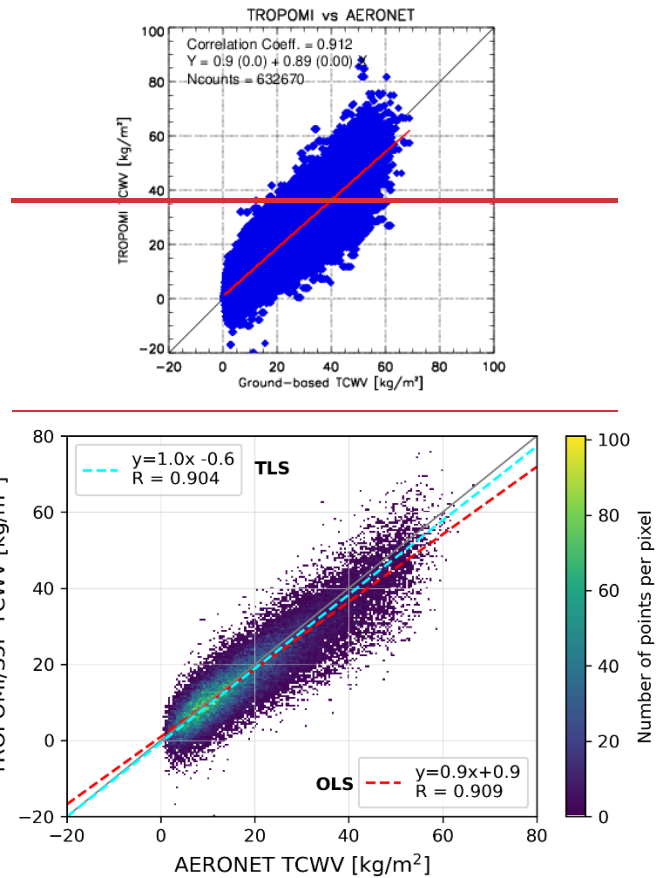 TROPOMI vs AERONET
100
80
60
40
20
0
−20
TROPOMI TCWV [kg/m²]
Correlation Coeff. = 0.912
Y = 0.9 (0.0) + 0.89 (0.00) X
Ncounts = 632670
−20 0 20 40 60 80 100
Ground-based TCWV [kg/m²]
80
60
40
20
0
−20
TCWV [kg/m²]
y=1.0x -0.6
R = 0.904
TLS
OLS
y=0.9x+0.9
R = 0.909
−20 0 20 40 60 80
AERONET TCWV [kg/m²]
100
80
60
40
20
0
Number of points per pixel